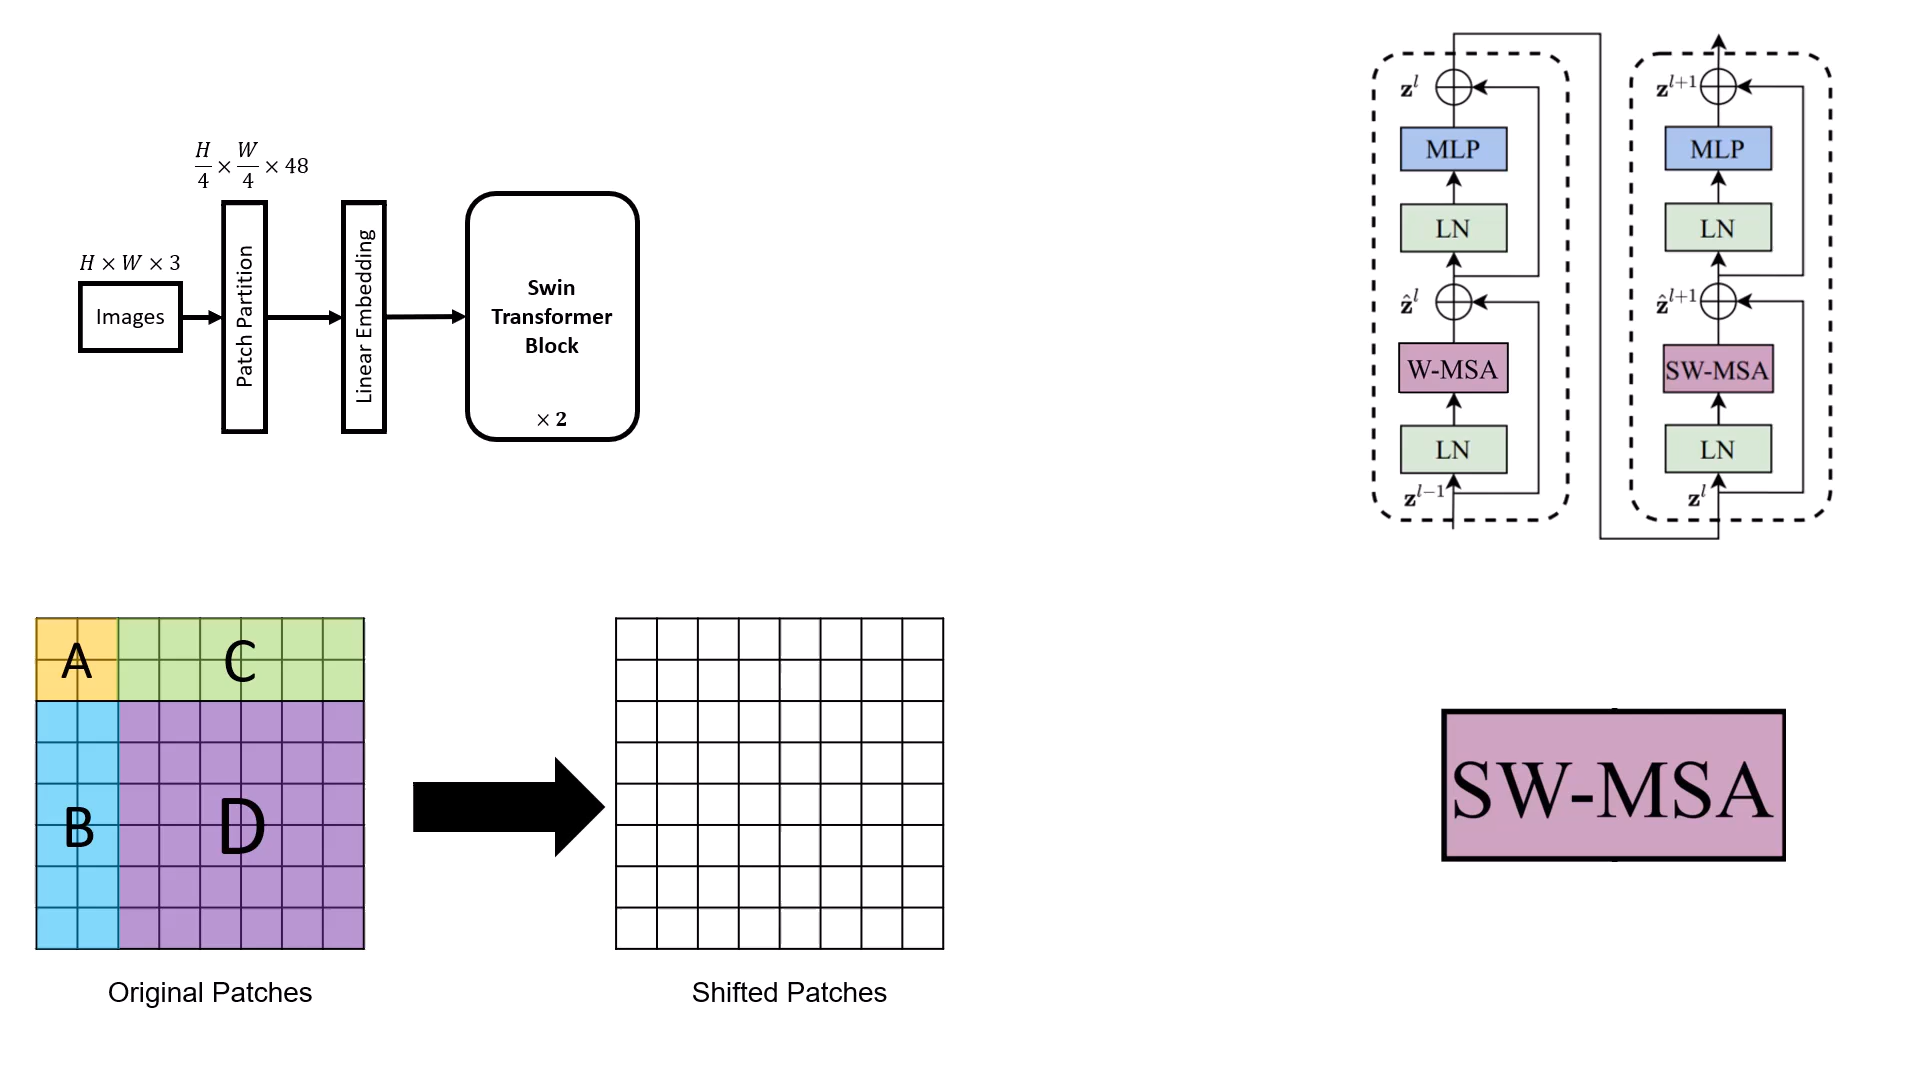 H/4 × W/4 × 48
H × W × 3
Images
Patch Partition
Linear Embedding
Swin
Transformer
Block
× 2
z^l
MLP
LN
ẑ^l
W-MSA
LN
z^{l−1}
z^{l+1}
MLP
LN
ẑ^{l+1}
SW-MSA
LN
z^l
A
C
B
D
Original Patches
Shifted Patches
SW-MSA